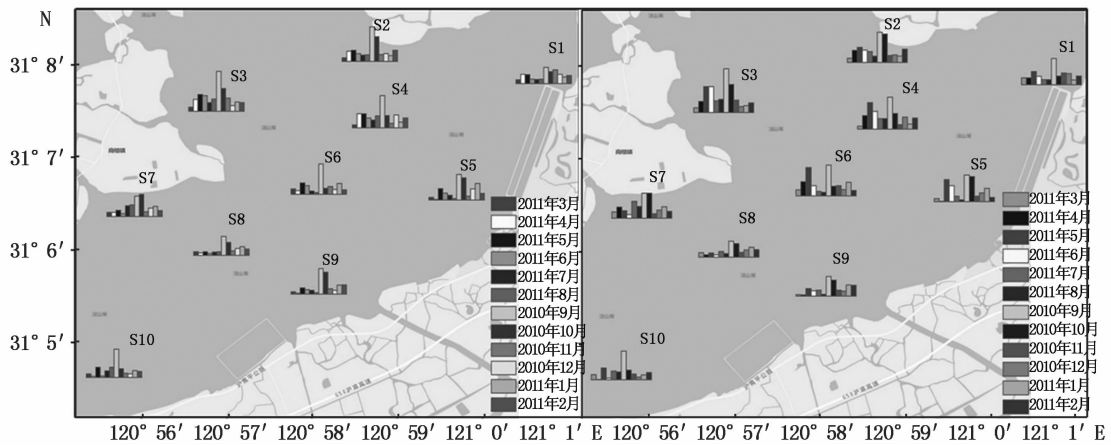 N
31° 8′
31° 7′
31° 6′
31° 5′
S2
S1
S3
S4
S6
S5
S7
S8
S9
S10
2011年3月
2011年4月
2011年5月
2011年6月
2011年7月
2011年8月
2010年9月
2010年10月
2010年11月
2010年12月
2011年1月
2011年2月
120° 56′ 120° 57′ 120° 58′ 120° 59′ 121° 0′ 121° 1′ E
S2
S1
S3
S4
S6
S5
S7
S8
S9
S10
2011年3月
2011年4月
2011年5月
2011年6月
2011年7月
2011年8月
2010年9月
2010年10月
2010年11月
2010年12月
2011年1月
2011年2月
120° 56′ 120° 57′ 120° 58′ 120° 59′ 121° 0′ 121° 1′ E